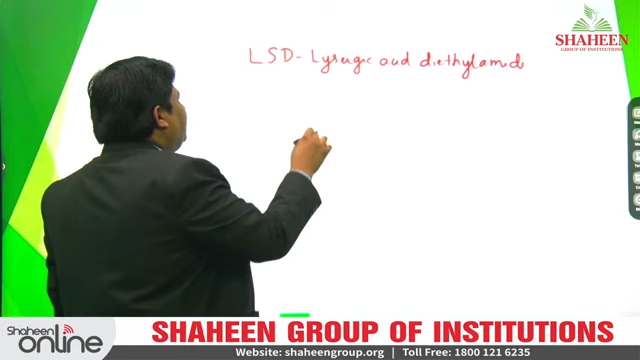 SHAHEEN
GROUP OF INSTITUTIONS
LSD - Lysergic acid diethylamide
Shaheen
online
SHAHEEN GROUP OF INSTITUTIONS
Website: shaheengroup.org | Toll Free: 1800 121 6235